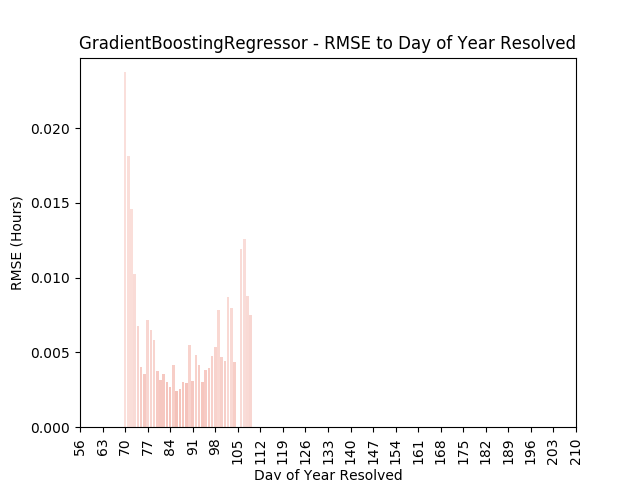 GradientBoostingRegressor - RMSE to Day of Year Resolved
RMSE (Hours)
0.020
0.015
0.010
0.005
0.000
56 63 70 77 84 91 98 105 112 119 126 133 140 147 154 161 168 175 182 189 196 203 210
Day of Year Resolved